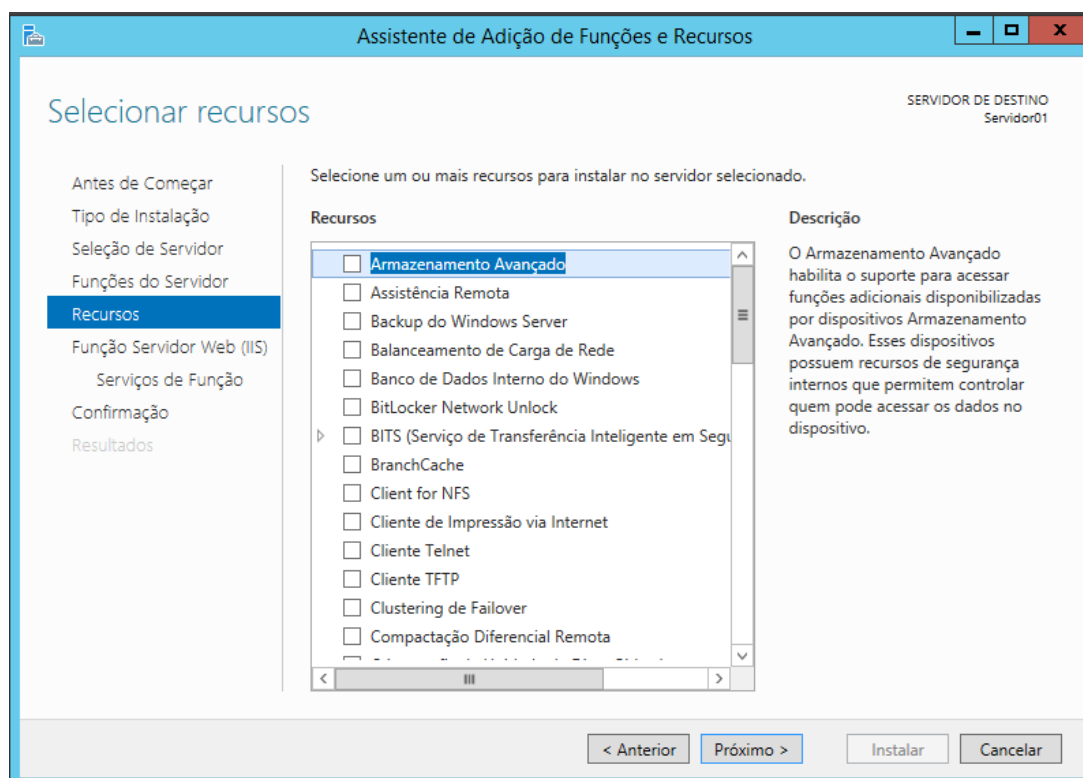 Assistente de Adição de Funções e Recursos
Selecionar recursos
SERVIDOR DE DESTINO
Servidor01
Antes de Começar
Tipo de Instalação
Seleção de Servidor
Funções do Servidor
Recursos
Função Servidor Web (IIS)
Serviços de Função
Confirmação
Resultados
Selecione um ou mais recursos para instalar no servidor selecionado.
Recursos
Armazenamento Avançado
Assistência Remota
Backup do Windows Server
Balanceamento de Carga de Rede
Banco de Dados Interno do Windows
BitLocker Network Unlock
BITS (Serviço de Transferência Inteligente em Segu
BranchCache
Client for NFS
Cliente de Impressão via Internet
Cliente Telnet
Cliente TFTP
Clustering de Failover
Compactação Diferencial Remota
Descrição
O Armazenamento Avançado
habilita o suporte para acessar
funções adicionais disponibilizadas
por dispositivos Armazenamento
Avançado. Esses dispositivos
possuem recursos de segurança
internos que permitem controlar
quem pode acessar os dados no
dispositivo.
< Anterior
Próximo >
Instalar
Cancelar